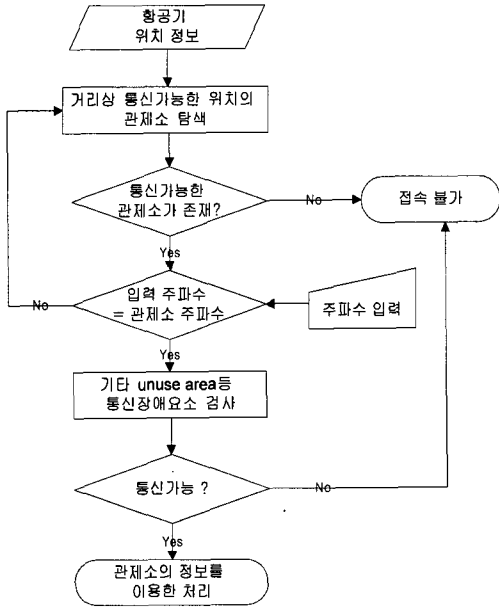 항공기
위치 정보
거리상 통신가능한 위치의
관제소 탐색
통신가능한
관제소가 존재?
No
접속 불가
Yes
입력 주파수
= 관제소 주파수
No
주파수 입력
Yes
기타 unuse area등
통신장애요소 검사
통신가능 ?
No
Yes
관제소의 정보를
이용한 처리